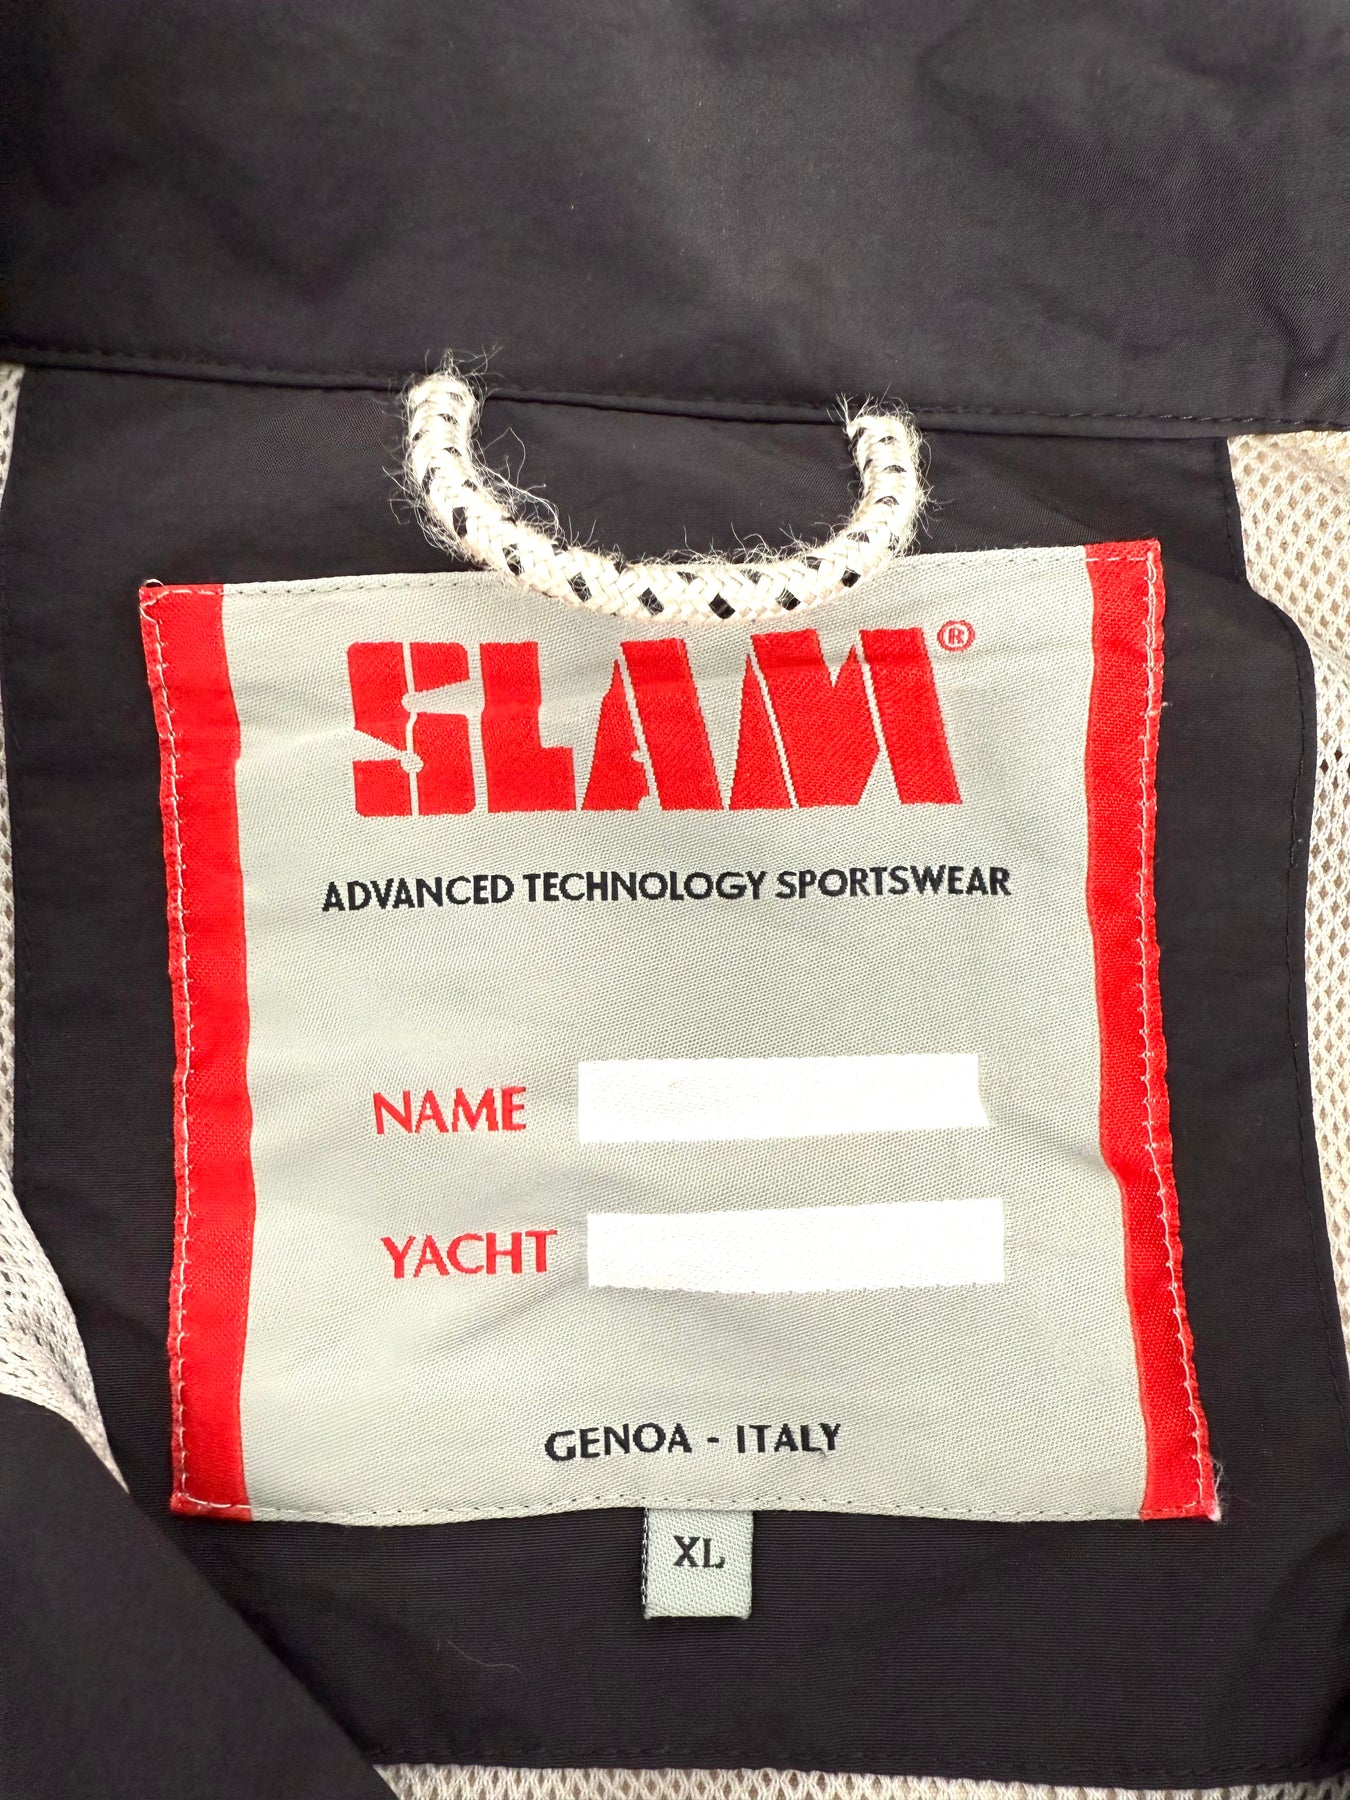 SLAM®
ADVANCED TECHNOLOGY SPORTSWEAR
NAME
YACHT
GENOA - ITALY
XL